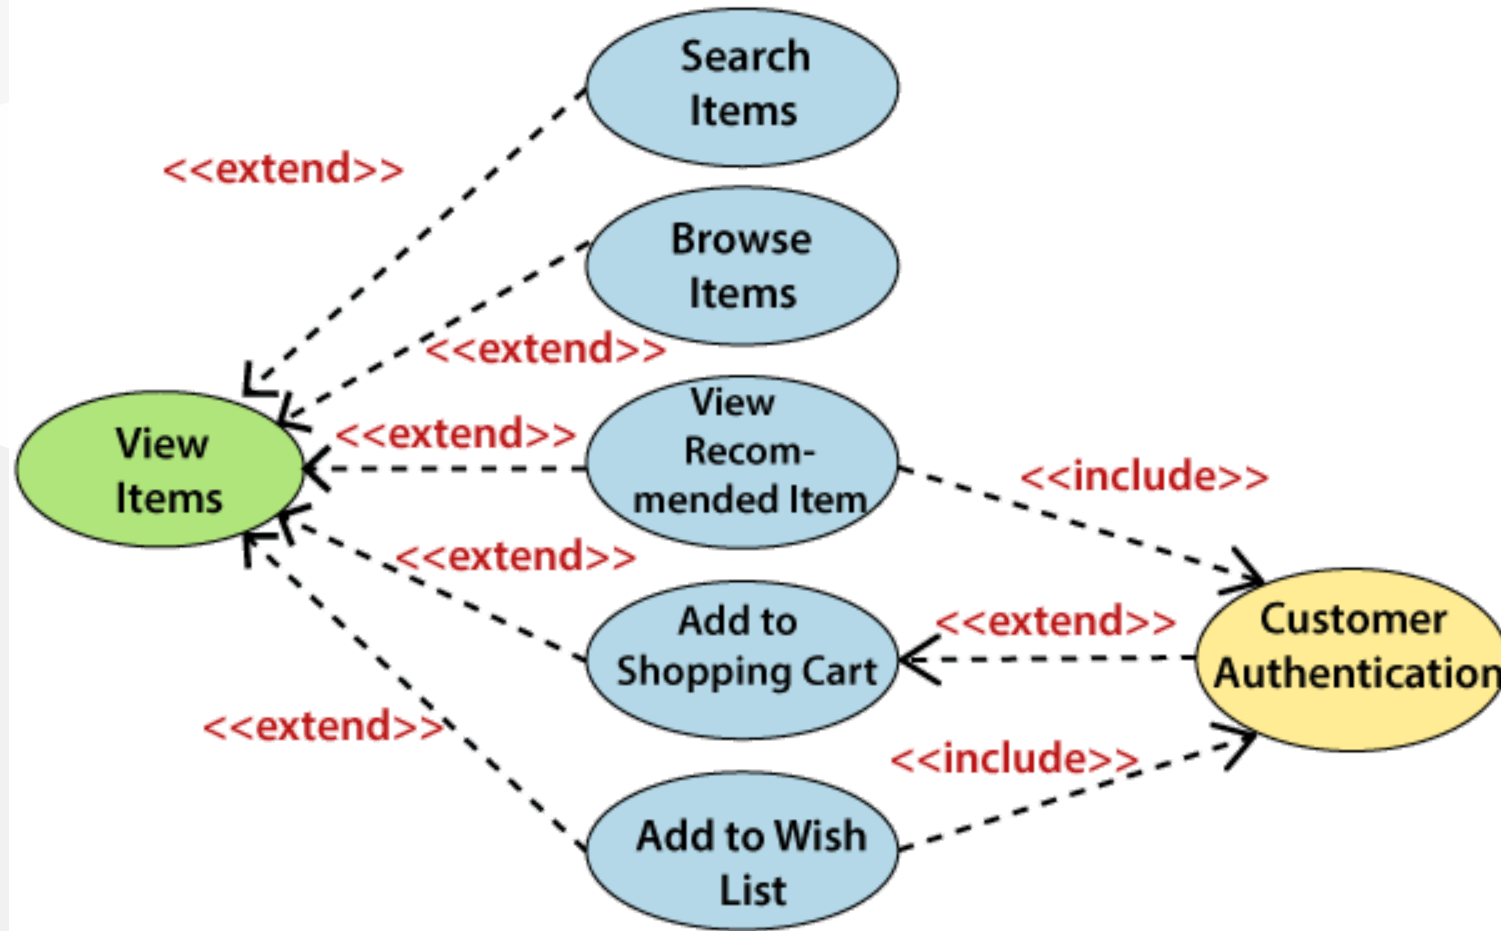 Search
Items
<<extend>>
Browse
Items
<<extend>>
View
Recom-
mended Item
<<extend>>
<<include>>
View
Items
<<extend>>
Add to
Shopping Cart
<<extend>>
Customer
Authentication
<<extend>>
<<include>>
Add to Wish
List